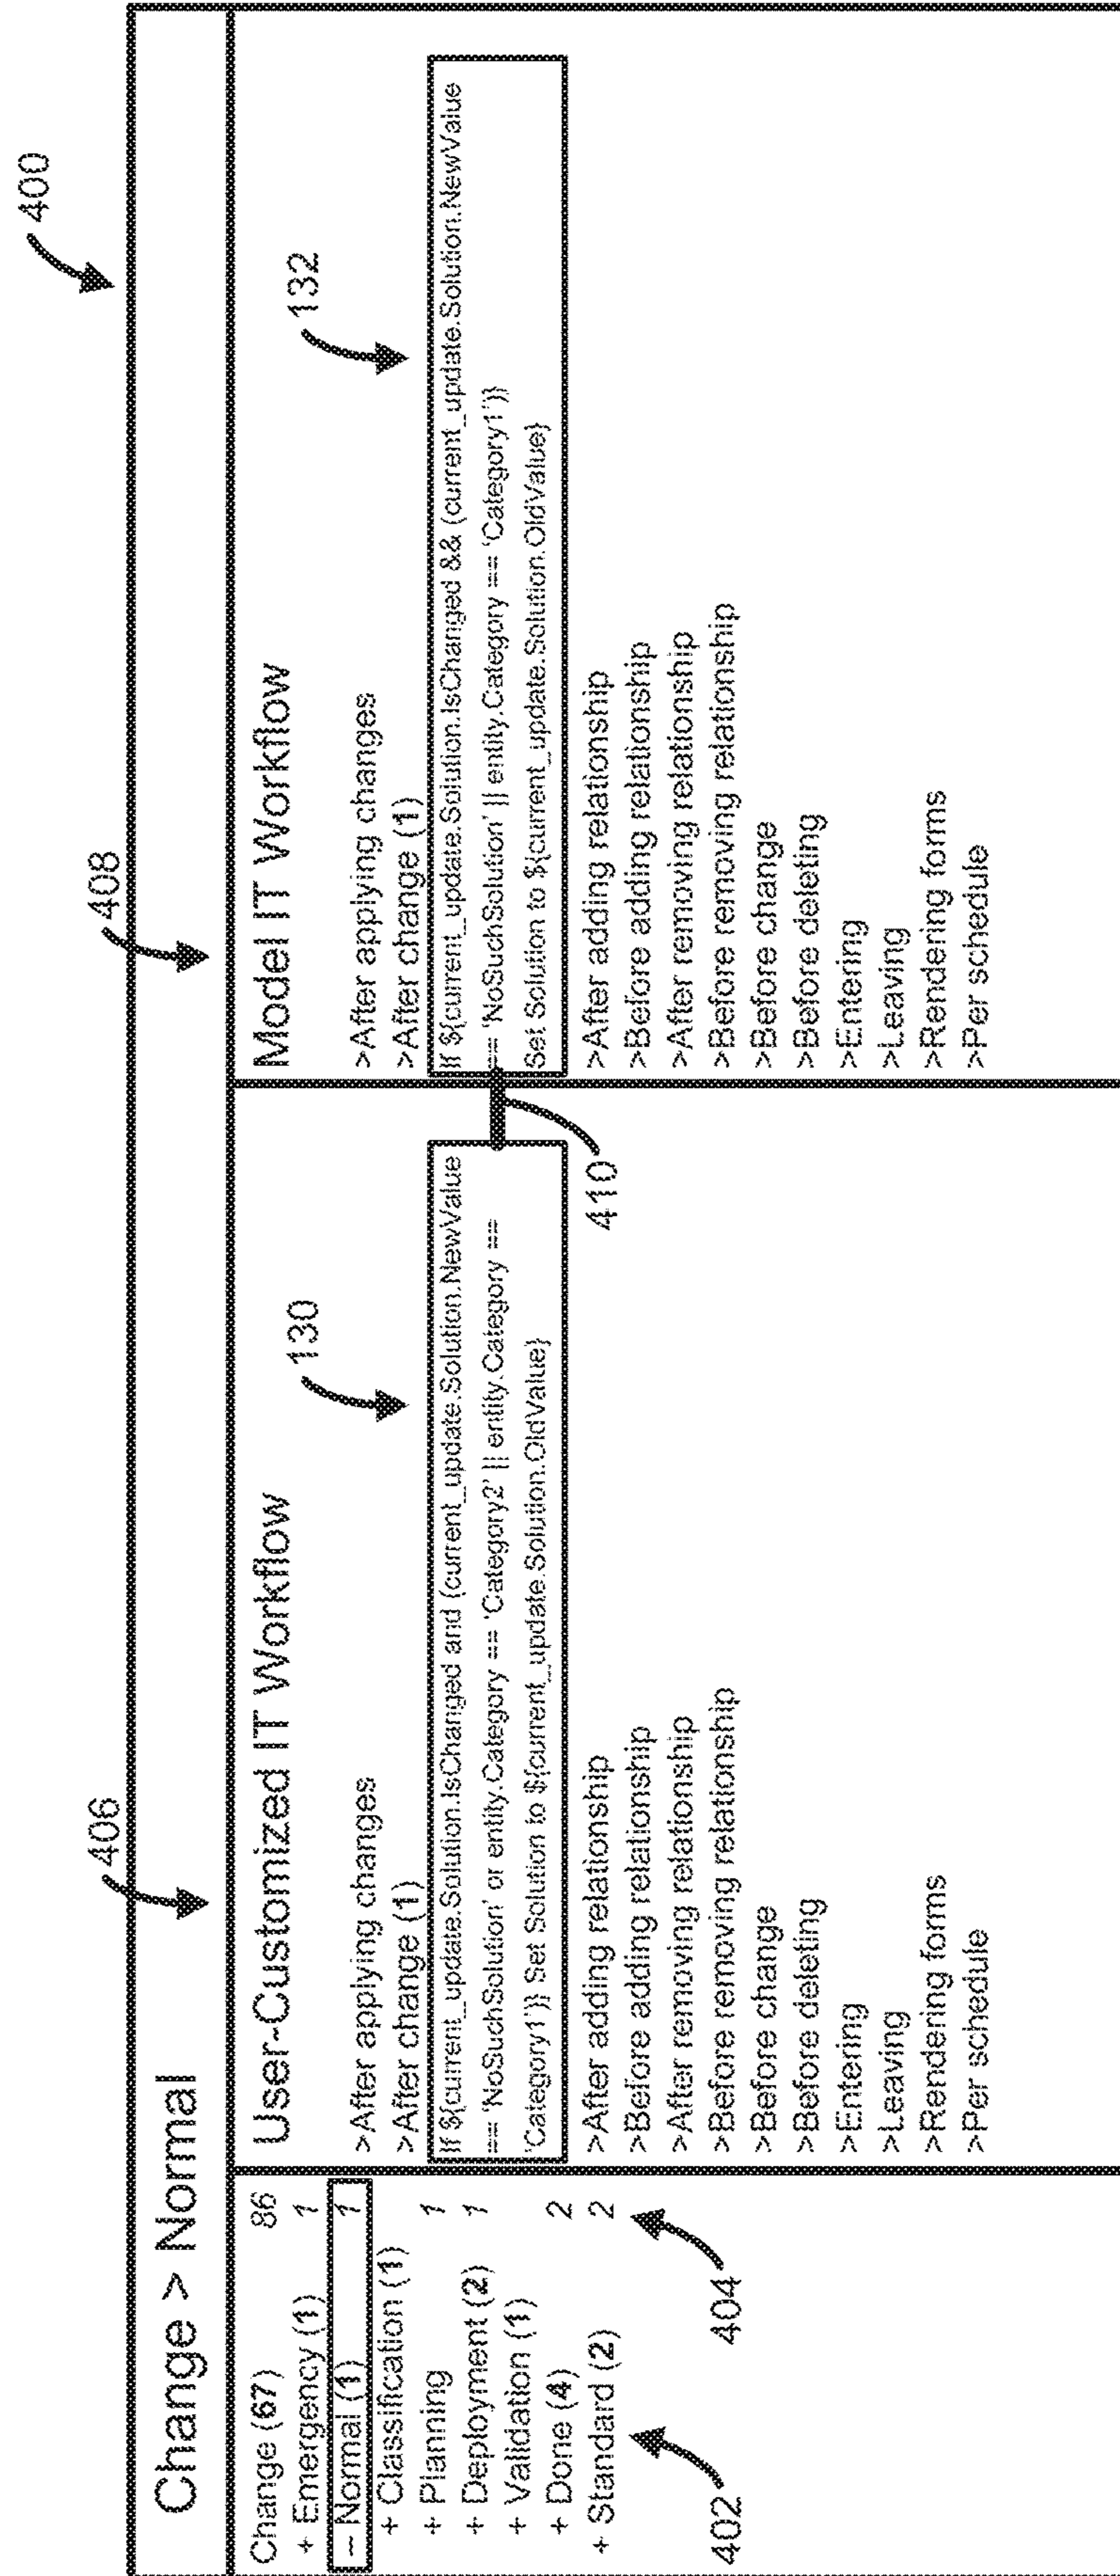 400
Change > Normal
Change (67) 86
+ Emergency (1) 1
– Normal (1) 1
+ Classification (1)
+ Planning 1
+ Deployment (2) 1
+ Validation (1)
+ Done (4) 2
+ Standard (2) 2
402
404
406
User-Customized IT Workflow
130
>After applying changes
>After change (1)
If ${current_update.Solution.IsChanged and (current_update.Solution.NewValue
== 'NoSuchSolution' or entity.Category == 'Category2' || entity.Category ==
'Category1')} Set Solution to ${current_update.Solution.OldValue}
410
>After adding relationship
>Before adding relationship
>After removing relationship
>Before removing relationship
>Before change
>Before deleting
>Entering
>Leaving
>Rendering forms
>Per schedule
408
Model IT Workflow
132
>After applying changes
>After change (1)
If ${current_update.Solution.IsChanged && (current_update.Solution.NewValue
== 'NoSuchSolution' || entity.Category == 'Category1')}
Set Solution to ${current_update.Solution.OldValue}
>After adding relationship
>Before adding relationship
>After removing relationship
>Before removing relationship
>Before change
>Before deleting
>Entering
>Leaving
>Rendering forms
>Per schedule